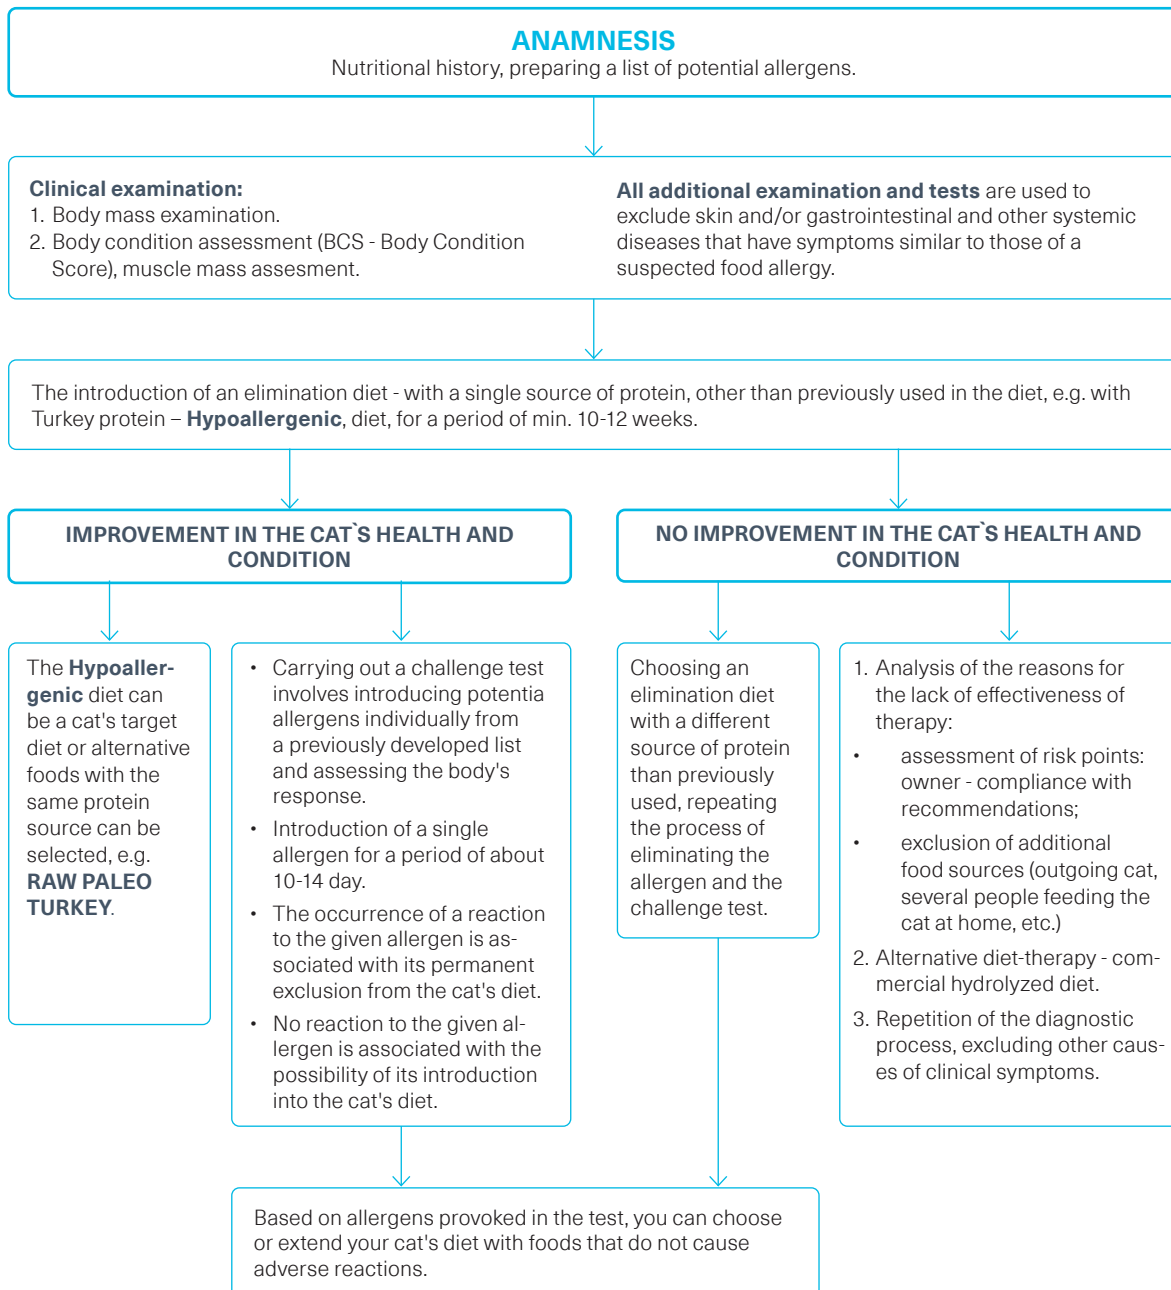 ANAMNESIS
Nutritional history, preparing a list of potential allergens.
Clinical examination:
1. Body mass examination.
2. Body condition assessment (BCS - Body Condition
Score), muscle mass assesment.
All additional examination and tests are used to
exclude skin and/or gastrointestinal and other systemic
diseases that have symptoms similar to those of a
suspected food allergy.
The introduction of an elimination diet - with a single source of protein, other than previously used in the diet, e.g. with
Turkey protein – Hypoallergenic, diet, for a period of min. 10-12 weeks.
IMPROVEMENT IN THE CAT`S HEALTH AND
CONDITION
NO IMPROVEMENT IN THE CAT`S HEALTH AND
CONDITION
The Hypoaller-
genic diet can
be a cat's target
diet or alternative
foods with the
same protein
source can be
selected, e.g.
RAW PALEO
TURKEY.
• Carrying out a challenge test
involves introducing potentia
allergens individually from
a previously developed list
and assessing the body's
response.
• Introduction of a single
allergen for a period of about
10-14 day.
• The occurrence of a reaction
to the given allergen is as-
sociated with its permanent
exclusion from the cat's diet.
• No reaction to the given al-
lergen is associated with the
possibility of its introduction
into the cat's diet.
Choosing an
elimination diet
with a different
source of protein
than previously
used, repeating
the process of
eliminating the
allergen and the
challenge test.
1. Analysis of the reasons for
the lack of effectiveness of
therapy:
• assessment of risk points:
owner - compliance with
recommendations;
• exclusion of additional
food sources (outgoing cat,
several people feeding the
cat at home, etc.)
2. Alternative diet-therapy - com-
mercial hydrolyzed diet.
3. Repetition of the diagnostic
process, excluding other caus-
es of clinical symptoms.
Based on allergens provoked in the test, you can choose
or extend your cat's diet with foods that do not cause
adverse reactions.